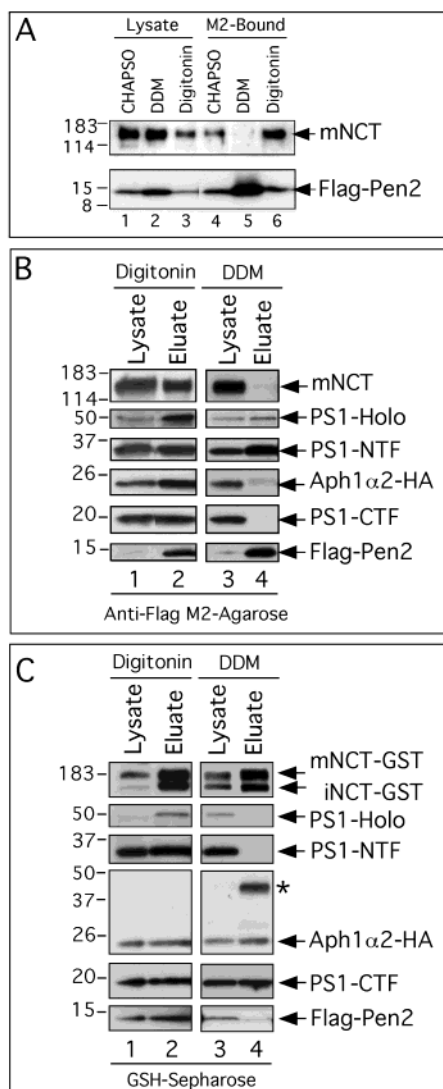 A
Lysate M2-Bound
CHAPSO DDM Digitonin CHAPSO DDM Digitonin
183
114
mNCT
15
8
Flag-Pen2
1 2 3 4 5 6
B
Digitonin DDM
Lysate Eluate Lysate Eluate
183
114
mNCT
50
PS1-Holo
37
PS1-NTF
26
Aph1α2-HA
20
PS1-CTF
15
Flag-Pen2
1 2 3 4
Anti-Flag M2-Agarose
C
Digitonin DDM
Lysate Eluate Lysate Eluate
183
mNCT-GST
iNCT-GST
50
PS1-Holo
37
PS1-NTF
50
37
*
26
Aph1α2-HA
20
PS1-CTF
15
Flag-Pen2
1 2 3 4
GSH-Sepharose